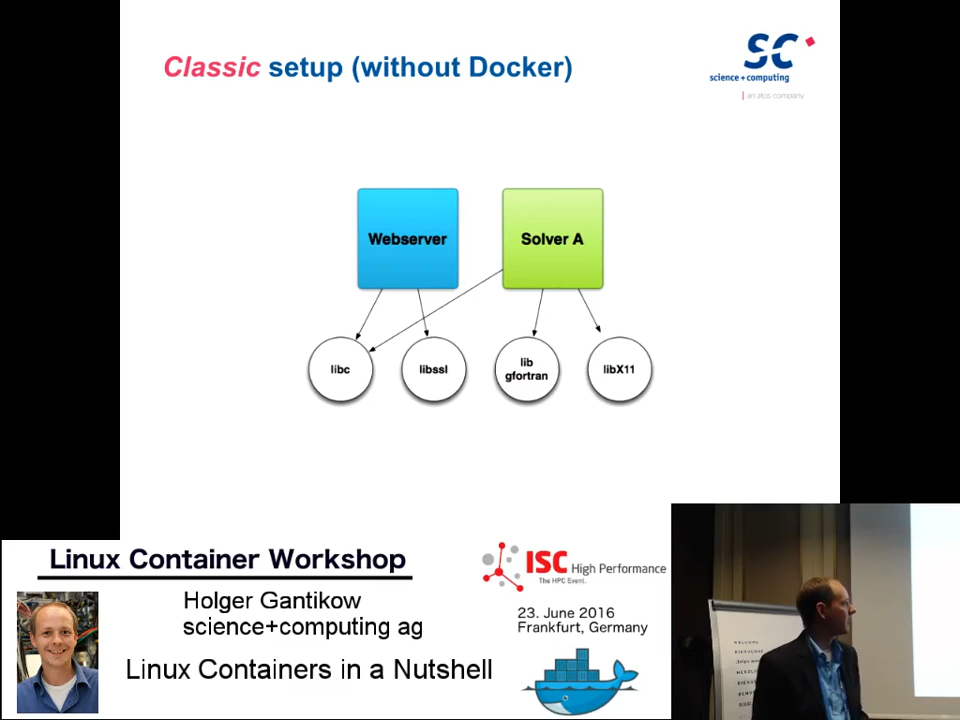 Classic setup (without Docker)
SC
science+computing
an atos company
Webserver
Solver A
libc
libssl
lib
gfortran
libX11
Linux Container Workshop
Holger Gantikow
science+computing ag
Linux Containers in a Nutshell
ISC High Performance
The HPC Event.
23. June 2016
Frankfurt, Germany
WELCOME
BIENVENUE